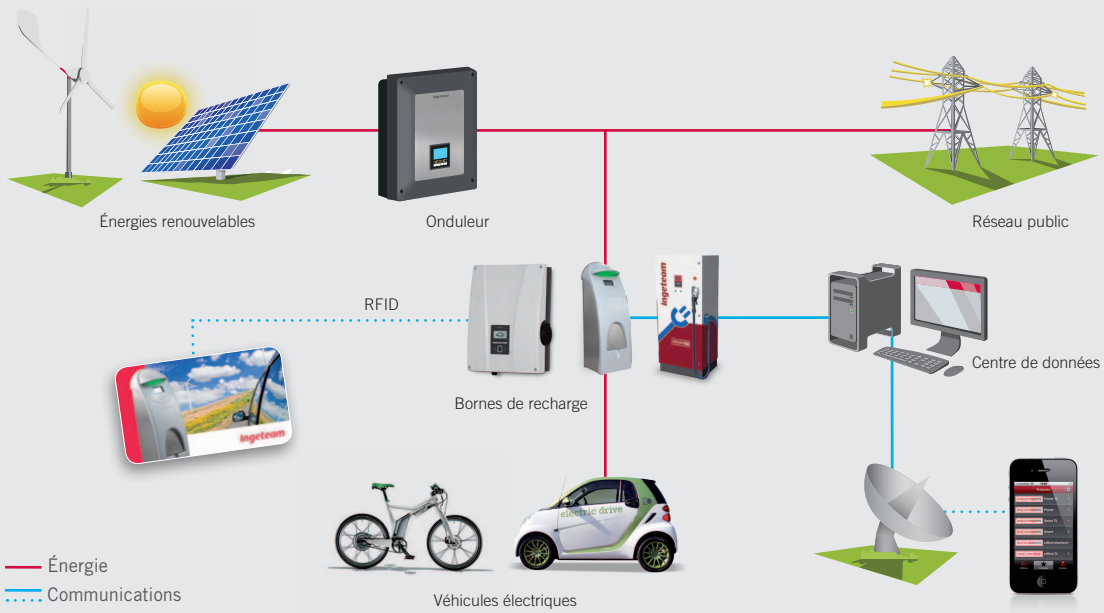 Énergies renouvelables
Onduleur
Réseau public
RFID
ingeteam
Bornes de recharge
Centre de données
Ingeteam
electric drive
Énergie
Communications
Véhicules électriques